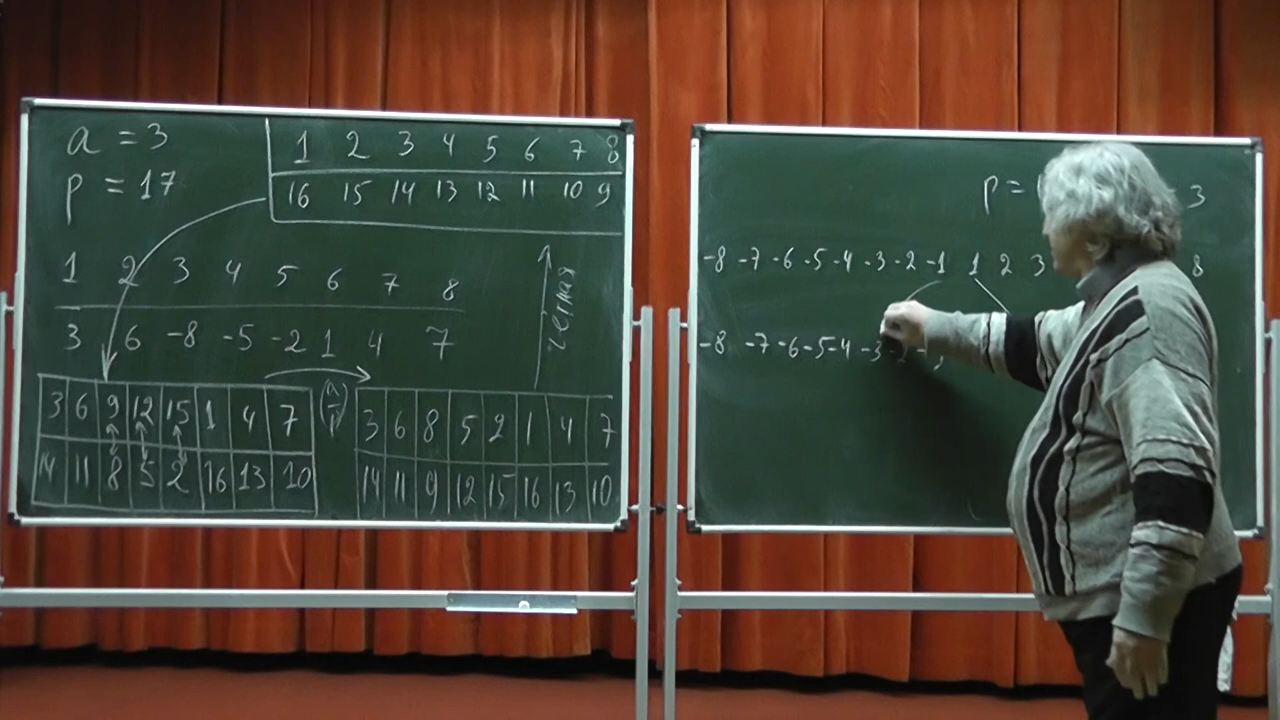 a = 3
p = 17
1 2 3 4 5 6 7 8
16 15 14 13 12 11 10 9
1 2 3 4 5 6 7 8
3 6 -8 -5 -2 1 4 7
3 6 9 12 15 1 4 7
14 11 8 5 2 16 13 10
(a/p)
3 6 8 5 2 1 4 7
14 11 9 12 15 16 13 10
чётная
p = 3
-8 -7 -6 -5 -4 -3 -2 -1 1 2 3 8
-8 -7 -6 -5 -4 -3 -2